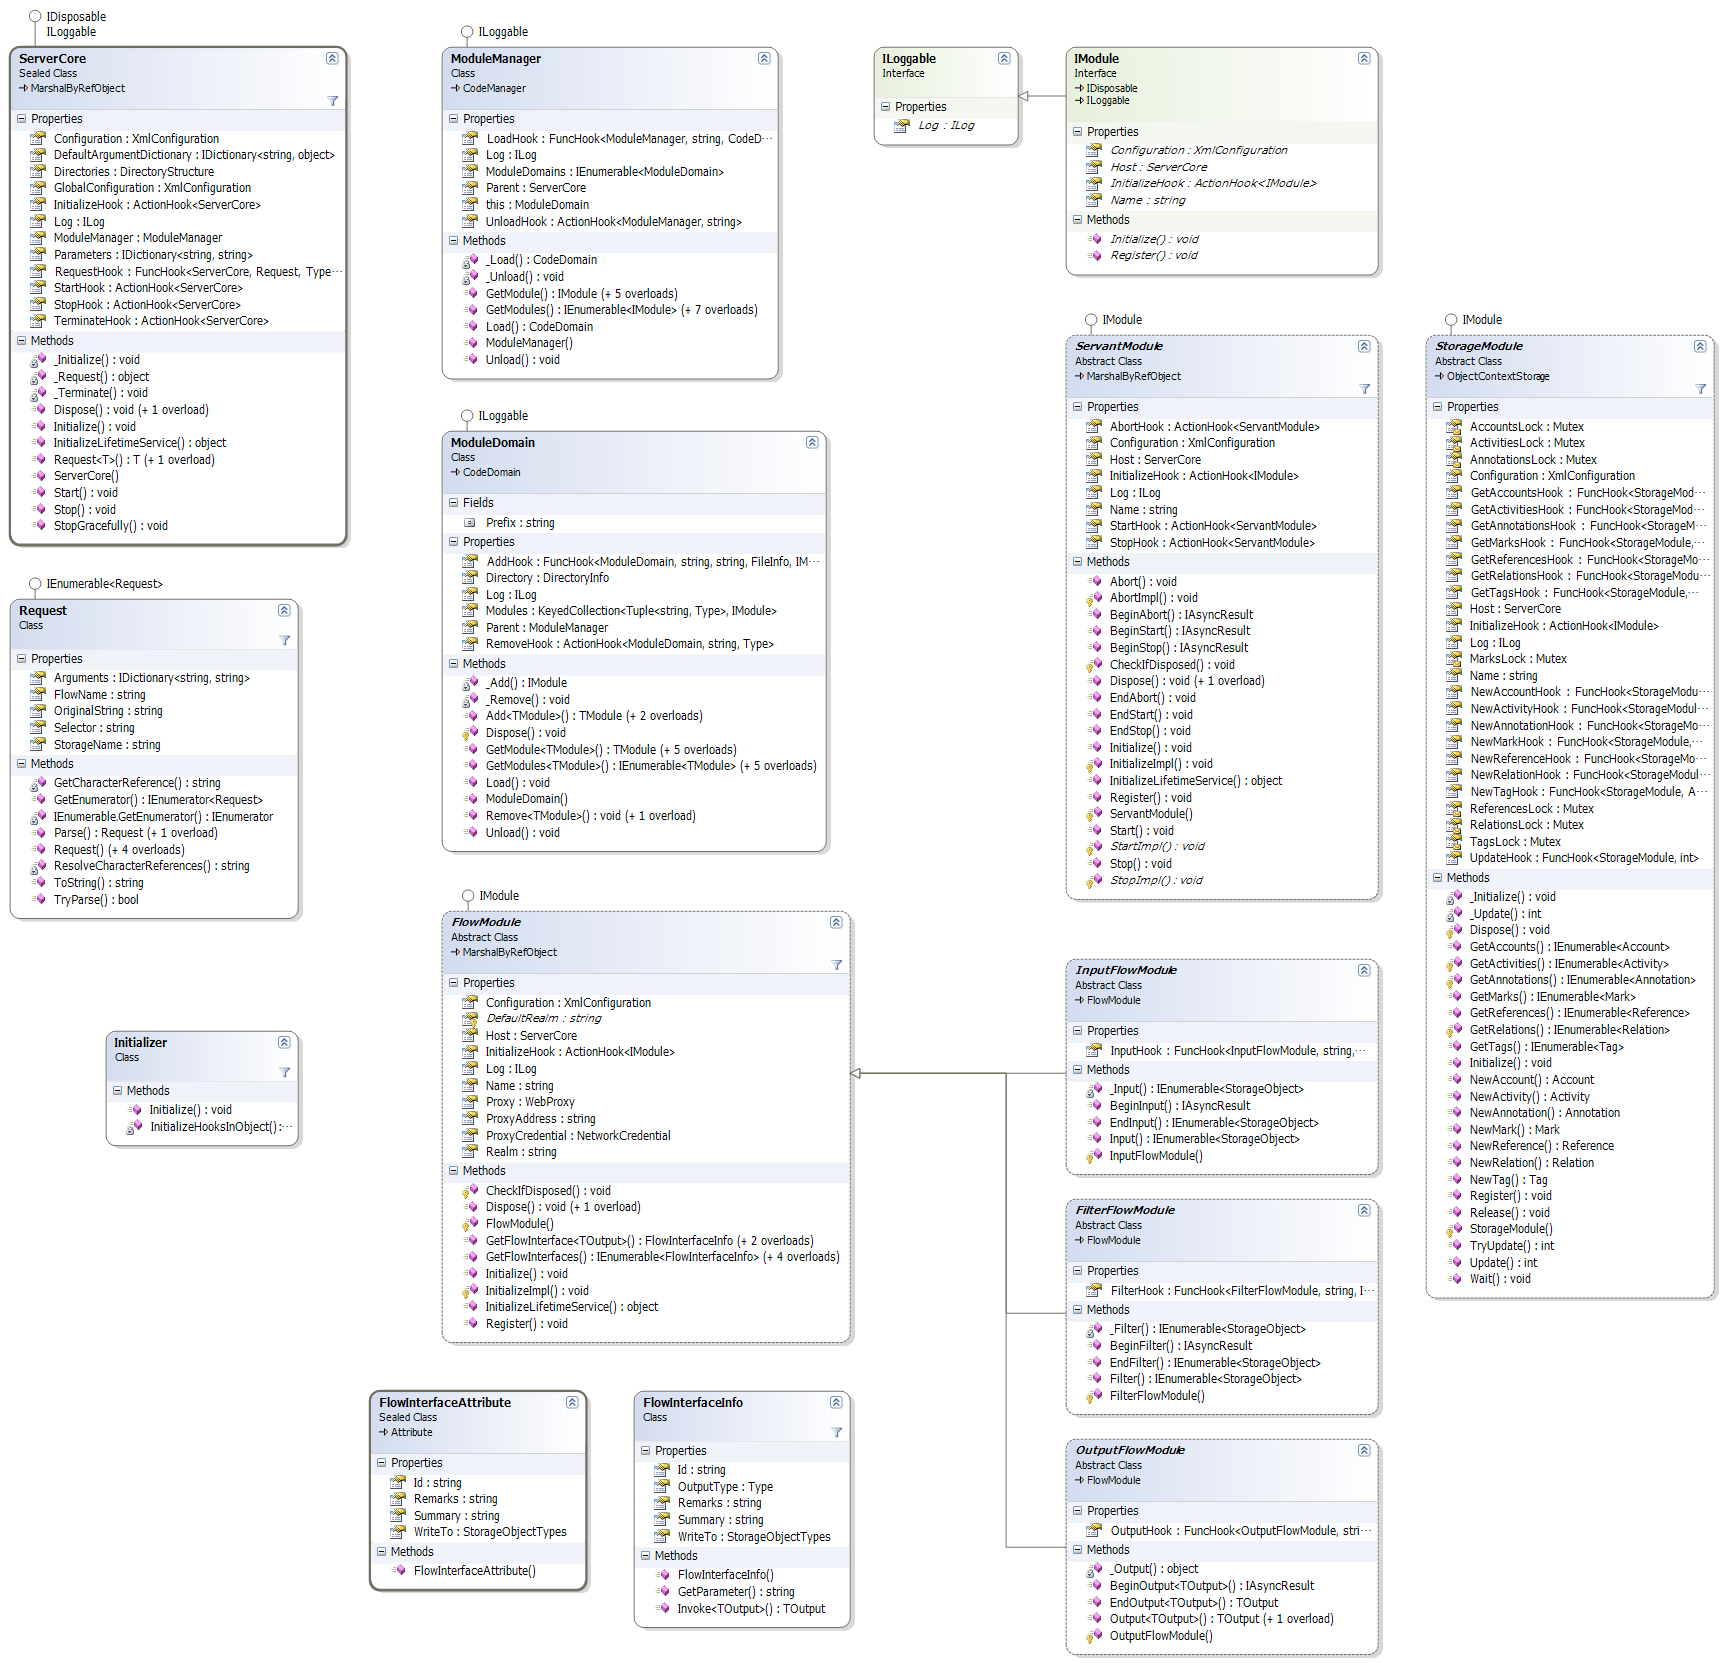 IDisposable
ILoggable
ServerCore
Sealed Class
MarshalByRefObject
Properties
Configuration : XmlConfiguration
DefaultArgumentDictionary : IDictionary<string, object>
Directories : DirectoryStructure
GlobalConfiguration : XmlConfiguration
InitializeHook : ActionHook<ServerCore>
Log : ILog
ModuleManager : ModuleManager
Parameters : IDictionary<string, string>
RequestHook : FuncHook<ServerCore, Request, Type···
StartHook : ActionHook<ServerCore>
StopHook : ActionHook<ServerCore>
TerminateHook : ActionHook<ServerCore>
Methods
_Initialize() : void
_Request() : object
_Terminate() : void
Dispose() : void (+ 1 overload)
Initialize() : void
InitializeLifetimeService() : object
Request<T>() : T (+ 1 overload)
ServerCore()
Start() : void
Stop() : void
StopGracefully() : void
IEnumerable<Request>
Request
Class
Properties
Arguments : IDictionary<string, string>
FlowName : string
OriginalString : string
Selector : string
StorageName : string
Methods
GetCharacterReference() : string
GetEnumerator() : IEnumerator<Request>
IEnumerable.GetEnumerator() : IEnumerator
Parse() : Request (+ 1 overload)
Request() (+ 4 overloads)
ResolveCharacterReferences() : string
ToString() : string
TryParse() : bool
Initializer
Class
Methods
Initialize() : void
InitializeHooksInObject() : ···
ILoggable
ModuleManager
Class
CodeManager
Properties
LoadHook : FuncHook<ModuleManager, string, CodeD···
Log : ILog
ModuleDomains : IEnumerable<ModuleDomain>
Parent : ServerCore
this : ModuleDomain
UnloadHook : ActionHook<ModuleManager, string>
Methods
_Load() : CodeDomain
_Unload() : void
GetModule() : IModule (+ 5 overloads)
GetModules() : IEnumerable<IModule> (+ 7 overloads)
Load() : CodeDomain
ModuleManager()
Unload() : void
ILoggable
ModuleDomain
Class
CodeDomain
Fields
Prefix : string
Properties
AddHook : FuncHook<ModuleDomain, string, string, FileInfo, IM···
Directory : DirectoryInfo
Log : ILog
Modules : KeyedCollection<Tuple<string, Type>, IModule>
Parent : ModuleManager
RemoveHook : ActionHook<ModuleDomain, string, Type>
Methods
_Add() : IModule
_Remove() : void
Add<TModule>() : TModule (+ 2 overloads)
Dispose() : void
GetModule<TModule>() : TModule (+ 5 overloads)
GetModules<TModule>() : IEnumerable<TModule> (+ 5 overloads)
Load() : void
ModuleDomain()
Remove<TModule>() : void (+ 1 overload)
Unload() : void
IModule
FlowModule
Abstract Class
MarshalByRefObject
Properties
Configuration : XmlConfiguration
DefaultRealm : string
Host : ServerCore
InitializeHook : ActionHook<IModule>
Log : ILog
Name : string
Proxy : WebProxy
ProxyAddress : string
ProxyCredential : NetworkCredential
Realm : string
Methods
CheckIfDisposed() : void
Dispose() : void (+ 1 overload)
FlowModule()
GetFlowInterface<TOutput>() : FlowInterfaceInfo (+ 2 overloads)
GetFlowInterfaces() : IEnumerable<FlowInterfaceInfo> (+ 4 overloads)
Initialize() : void
InitializeImpl() : void
InitializeLifetimeService() : object
Register() : void
FlowInterfaceAttribute
Sealed Class
Attribute
Properties
Id : string
Remarks : string
Summary : string
WriteTo : StorageObjectTypes
Methods
FlowInterfaceAttribute()
FlowInterfaceInfo
Class
Properties
Id : string
OutputType : Type
Remarks : string
Summary : string
WriteTo : StorageObjectTypes
Methods
FlowInterfaceInfo()
GetParameter() : string
Invoke<TOutput>() : TOutput
ILoggable
Interface
Properties
Log : ILog
IModule
Interface
IDisposable
ILoggable
Properties
Configuration : XmlConfiguration
Host : ServerCore
InitializeHook : ActionHook<IModule>
Name : string
Methods
Initialize() : void
Register() : void
IModule
ServantModule
Abstract Class
MarshalByRefObject
Properties
AbortHook : ActionHook<ServantModule>
Configuration : XmlConfiguration
Host : ServerCore
InitializeHook : ActionHook<IModule>
Log : ILog
Name : string
StartHook : ActionHook<ServantModule>
StopHook : ActionHook<ServantModule>
Methods
Abort() : void
AbortImpl() : void
BeginAbort() : IAsyncResult
BeginStart() : IAsyncResult
BeginStop() : IAsyncResult
CheckIfDisposed() : void
Dispose() : void (+ 1 overload)
EndAbort() : void
EndStart() : void
EndStop() : void
Initialize() : void
InitializeImpl() : void
InitializeLifetimeService() : object
Register() : void
ServantModule()
Start() : void
StartImpl() : void
Stop() : void
StopImpl() : void
InputFlowModule
Abstract Class
FlowModule
Properties
InputHook : FuncHook<InputFlowModule, string,···
Methods
_Input() : IEnumerable<StorageObject>
BeginInput() : IAsyncResult
EndInput() : IEnumerable<StorageObject>
Input() : IEnumerable<StorageObject>
InputFlowModule()
FilterFlowModule
Abstract Class
FlowModule
Properties
FilterHook : FuncHook<FilterFlowModule, string, I···
Methods
_Filter() : IEnumerable<StorageObject>
BeginFilter() : IAsyncResult
EndFilter() : IEnumerable<StorageObject>
Filter() : IEnumerable<StorageObject>
FilterFlowModule()
OutputFlowModule
Abstract Class
FlowModule
Properties
OutputHook : FuncHook<OutputFlowModule, stri···
Methods
_Output() : object
BeginOutput<TOutput>() : IAsyncResult
EndOutput<TOutput>() : TOutput
Output<TOutput>() : TOutput (+ 1 overload)
OutputFlowModule()
IModule
StorageModule
Abstract Class
ObjectContextStorage
Properties
AccountsLock : Mutex
ActivitiesLock : Mutex
AnnotationsLock : Mutex
Configuration : XmlConfiguration
GetAccountsHook : FuncHook<StorageMod···
GetActivitiesHook : FuncHook<StorageMod···
GetAnnotationsHook : FuncHook<StorageM···
GetMarksHook : FuncHook<StorageModule,···
GetReferencesHook : FuncHook<StorageMo···
GetRelationsHook : FuncHook<StorageModu···
GetTagsHook : FuncHook<StorageModule,···
Host : ServerCore
InitializeHook : ActionHook<IModule>
Log : ILog
MarksLock : Mutex
Name : string
NewAccountHook : FuncHook<StorageModu···
NewActivityHook : FuncHook<StorageModul···
NewAnnotationHook : FuncHook<StorageMo···
NewMarkHook : FuncHook<StorageModule,···
NewReferenceHook : FuncHook<StorageMo···
NewRelationHook : FuncHook<StorageModul···
NewTagHook : FuncHook<StorageModule, A···
ReferencesLock : Mutex
RelationsLock : Mutex
TagsLock : Mutex
UpdateHook : FuncHook<StorageModule, int>
Methods
_Initialize() : void
_Update() : int
Dispose() : void
GetAccounts() : IEnumerable<Account>
GetActivities() : IEnumerable<Activity>
GetAnnotations() : IEnumerable<Annotation>
GetMarks() : IEnumerable<Mark>
GetReferences() : IEnumerable<Reference>
GetRelations() : IEnumerable<Relation>
GetTags() : IEnumerable<Tag>
Initialize() : void
NewAccount() : Account
NewActivity() : Activity
NewAnnotation() : Annotation
NewMark() : Mark
NewReference() : Reference
NewRelation() : Relation
NewTag() : Tag
Register() : void
Release() : void
StorageModule()
TryUpdate() : int
Update() : int
Wait() : void